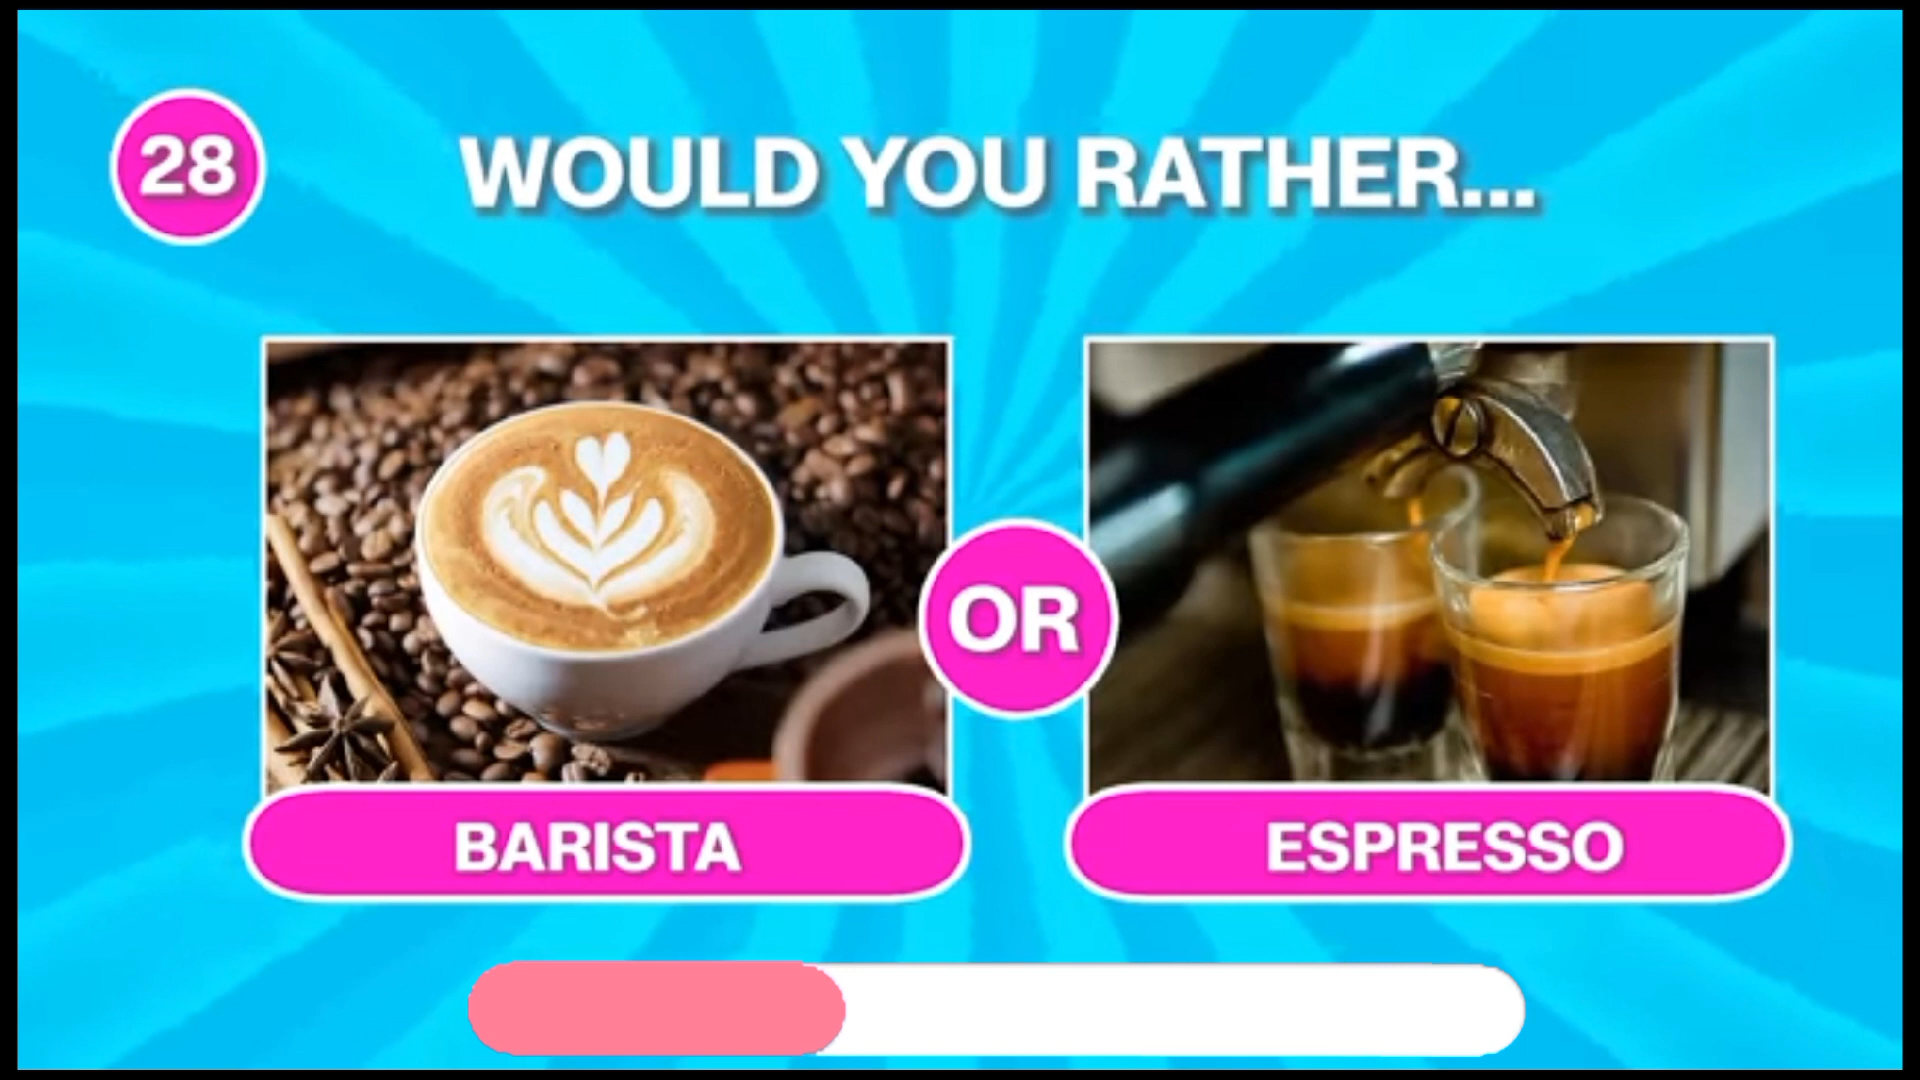 28
WOULD YOU RATHER...
OR
BARISTA
ESPRESSO